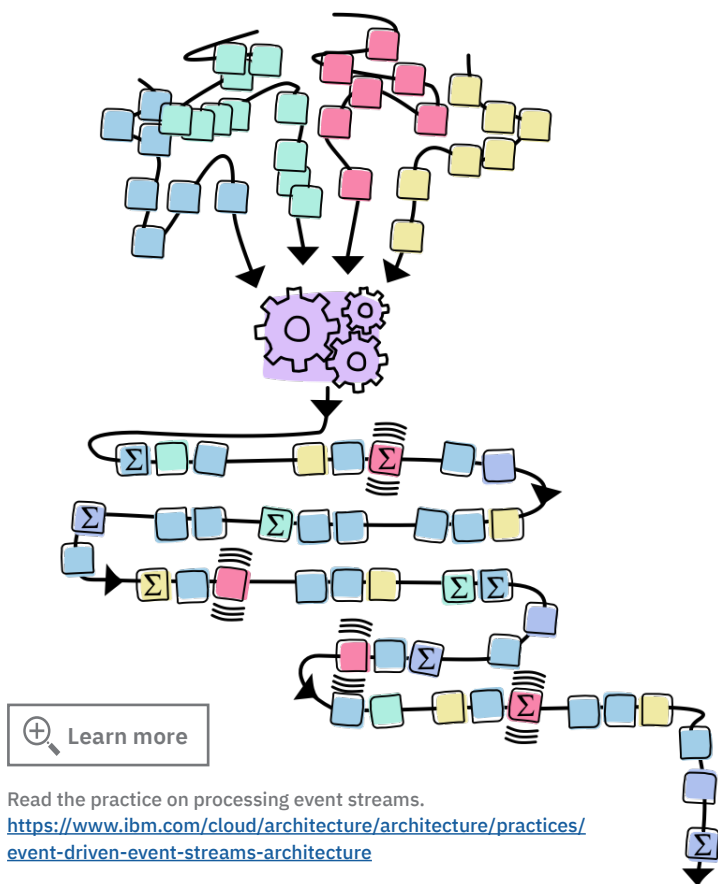 Σ Σ
Σ Σ
Σ Σ Σ
Σ
Σ
Learn more
Read the practice on processing event streams.
https://www.ibm.com/cloud/architecture/architecture/practices/
event-driven-event-streams-architecture
Σ